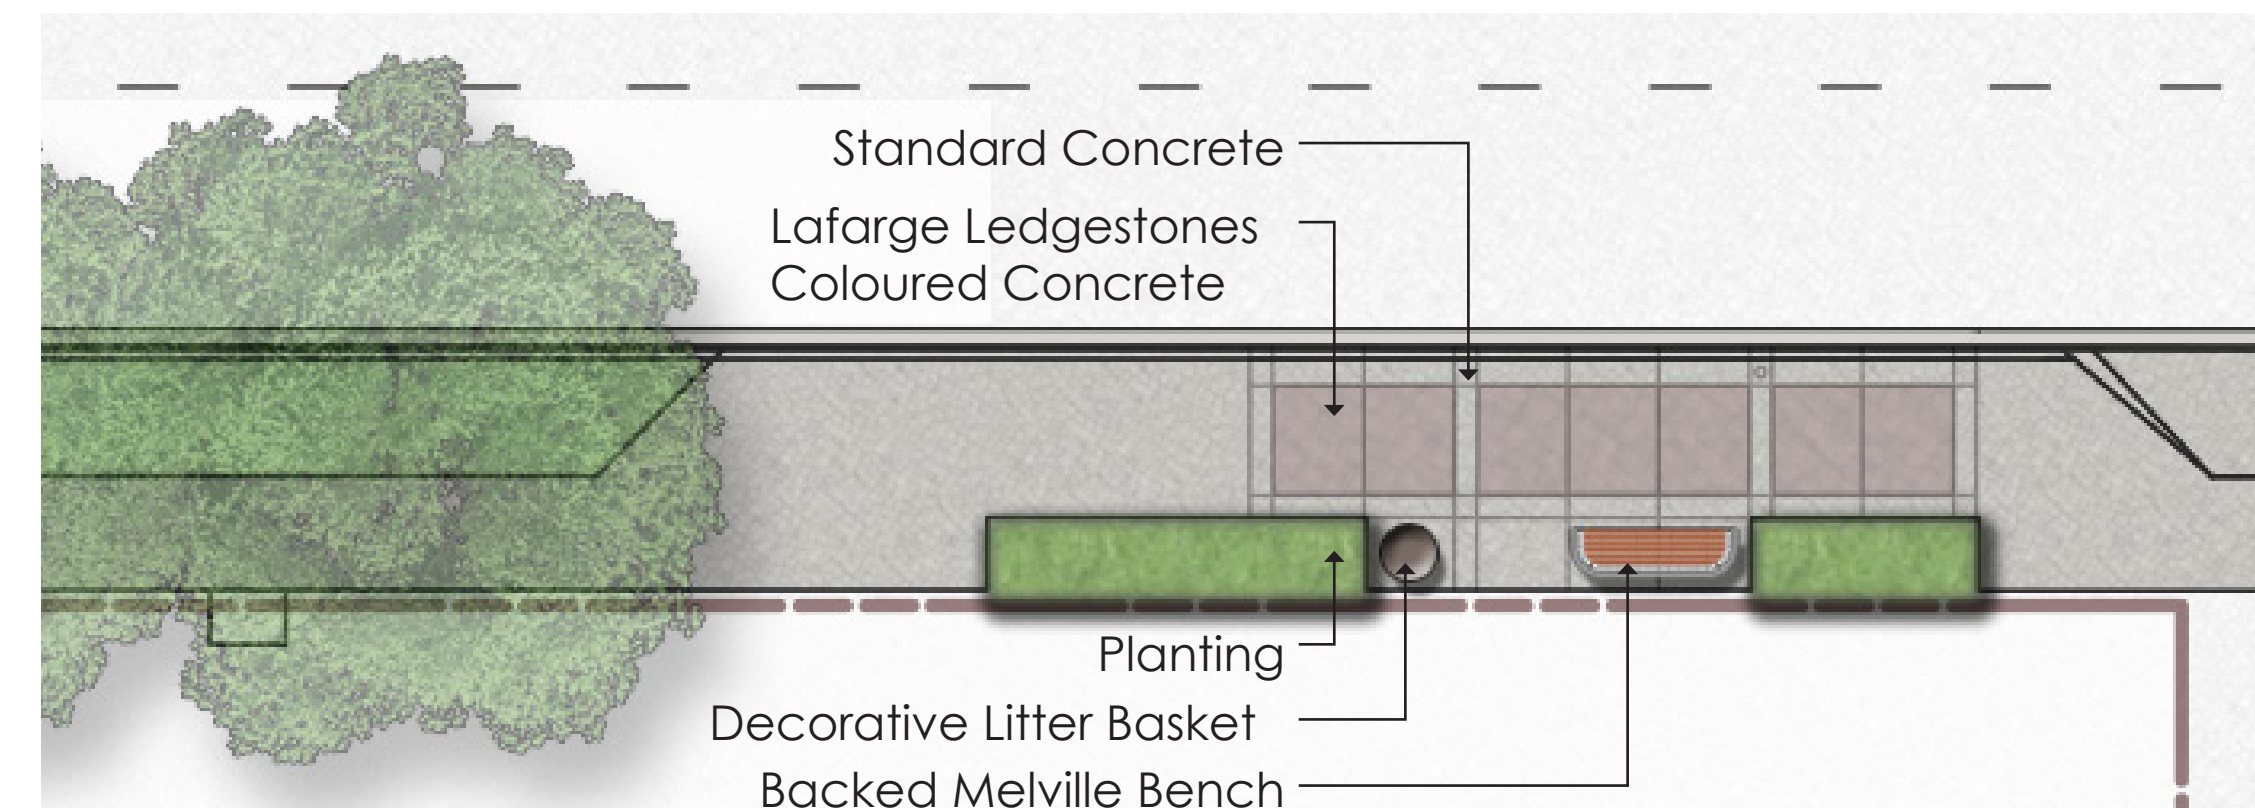 Standard Concrete
Lafarge Ledgestones
Coloured Concrete
Planting
Decorative Litter Basket
Backed Melville Bench